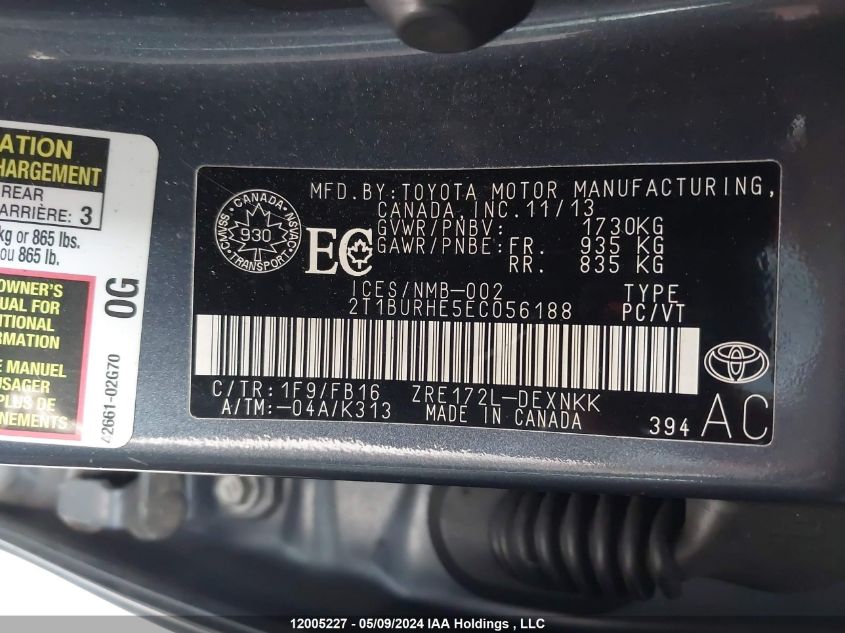 ATION
CHARGEMENT
REAR
ARRIÈRE: 3
kg or 865 lbs.
ou 865 lb.
OWNER'S
UAL FOR
ITIONAL
RMATION
E MANUEL
USAGER
PLUS DE
NEMENTS
OG
42661-02G70
CANADA
930
TRANSPORT
EC
MFD.BY:TOYOTA MOTOR MANUFACTURING,
CANADA,INC.11/13
GVWR/PNBV: 1730KG
GAWR/PNBE:FR. 935 KG
RR. 835 KG
ICES/NMB-002 TYPE
2T1BURHE5EC056188 PC/VT
C/TR:1F9/FB16 ZRE172L-DEXNKK
A/TM:-04A/K313 MADE IN CANADA
394 AC
12005227 - 05/09/2024 IAA Holdings , LLC